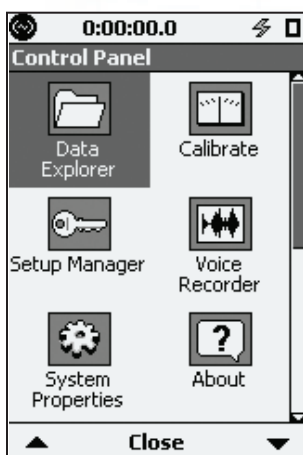 0:00:00.0
Control Panel
Data
Explorer
Calibrate
Setup Manager
Voice
Recorder
System
Properties
?
About
Close